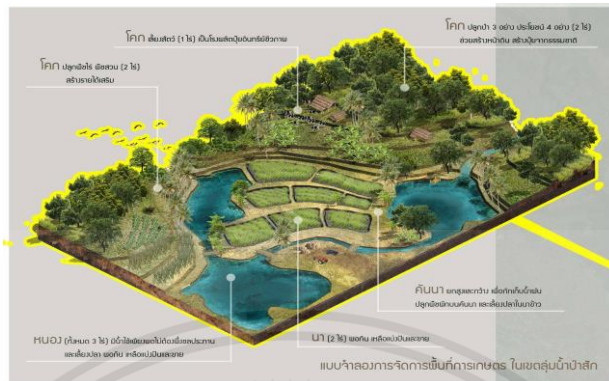 โคก เลี้ยงสัตว์ (1 ไร่) เป็นโรงผลิตปุ๋ยอินทรีย์ชีวภาพ
โคก ปลูกป่า 3 อย่าง ประโยชน์ 4 อย่าง (2 ไร่)
ช่วยสร้างหน้าดิน สร้างปุ๋ยจากธรรมชาติ
โคก ปลูกพืชไร่ พืชสวน (2 ไร่)
สร้างรายได้เสริม
คันนา ยกสูงและกว้าง เพื่อกักเก็บน้ำฝน
ปลูกพืชผักบนคันนา และเลี้ยงปลาในนาข้าว
หนอง (ทั้งหมด 3 ไร่) มีน้ำใช้เพียงพอไม่ต้องพึ่งชลประทาน
และเลี้ยงปลา พอกิน เหลือแบ่งปันและขาย
นา (2 ไร่) พอกิน เหลือแบ่งปันและขาย
แบบจำลองการจัดการพื้นที่การเกษตร ในเขตลุ่มน้ำป่าสัก